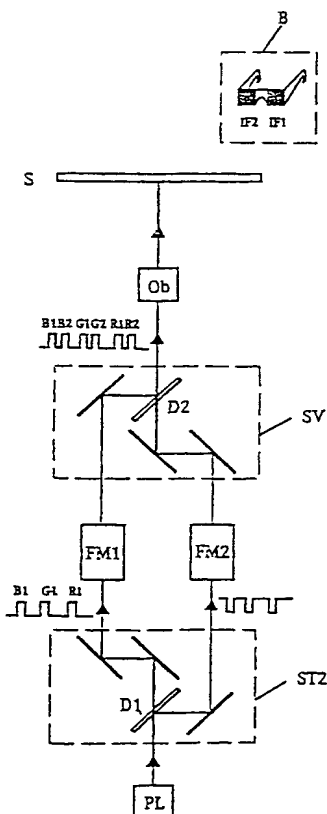 B
IF2 IF1
S
Ob
B1B2 G1G2 R1R2
D2
SV
FM1 FM2
B1 G1 R1
ST2
D1
PL